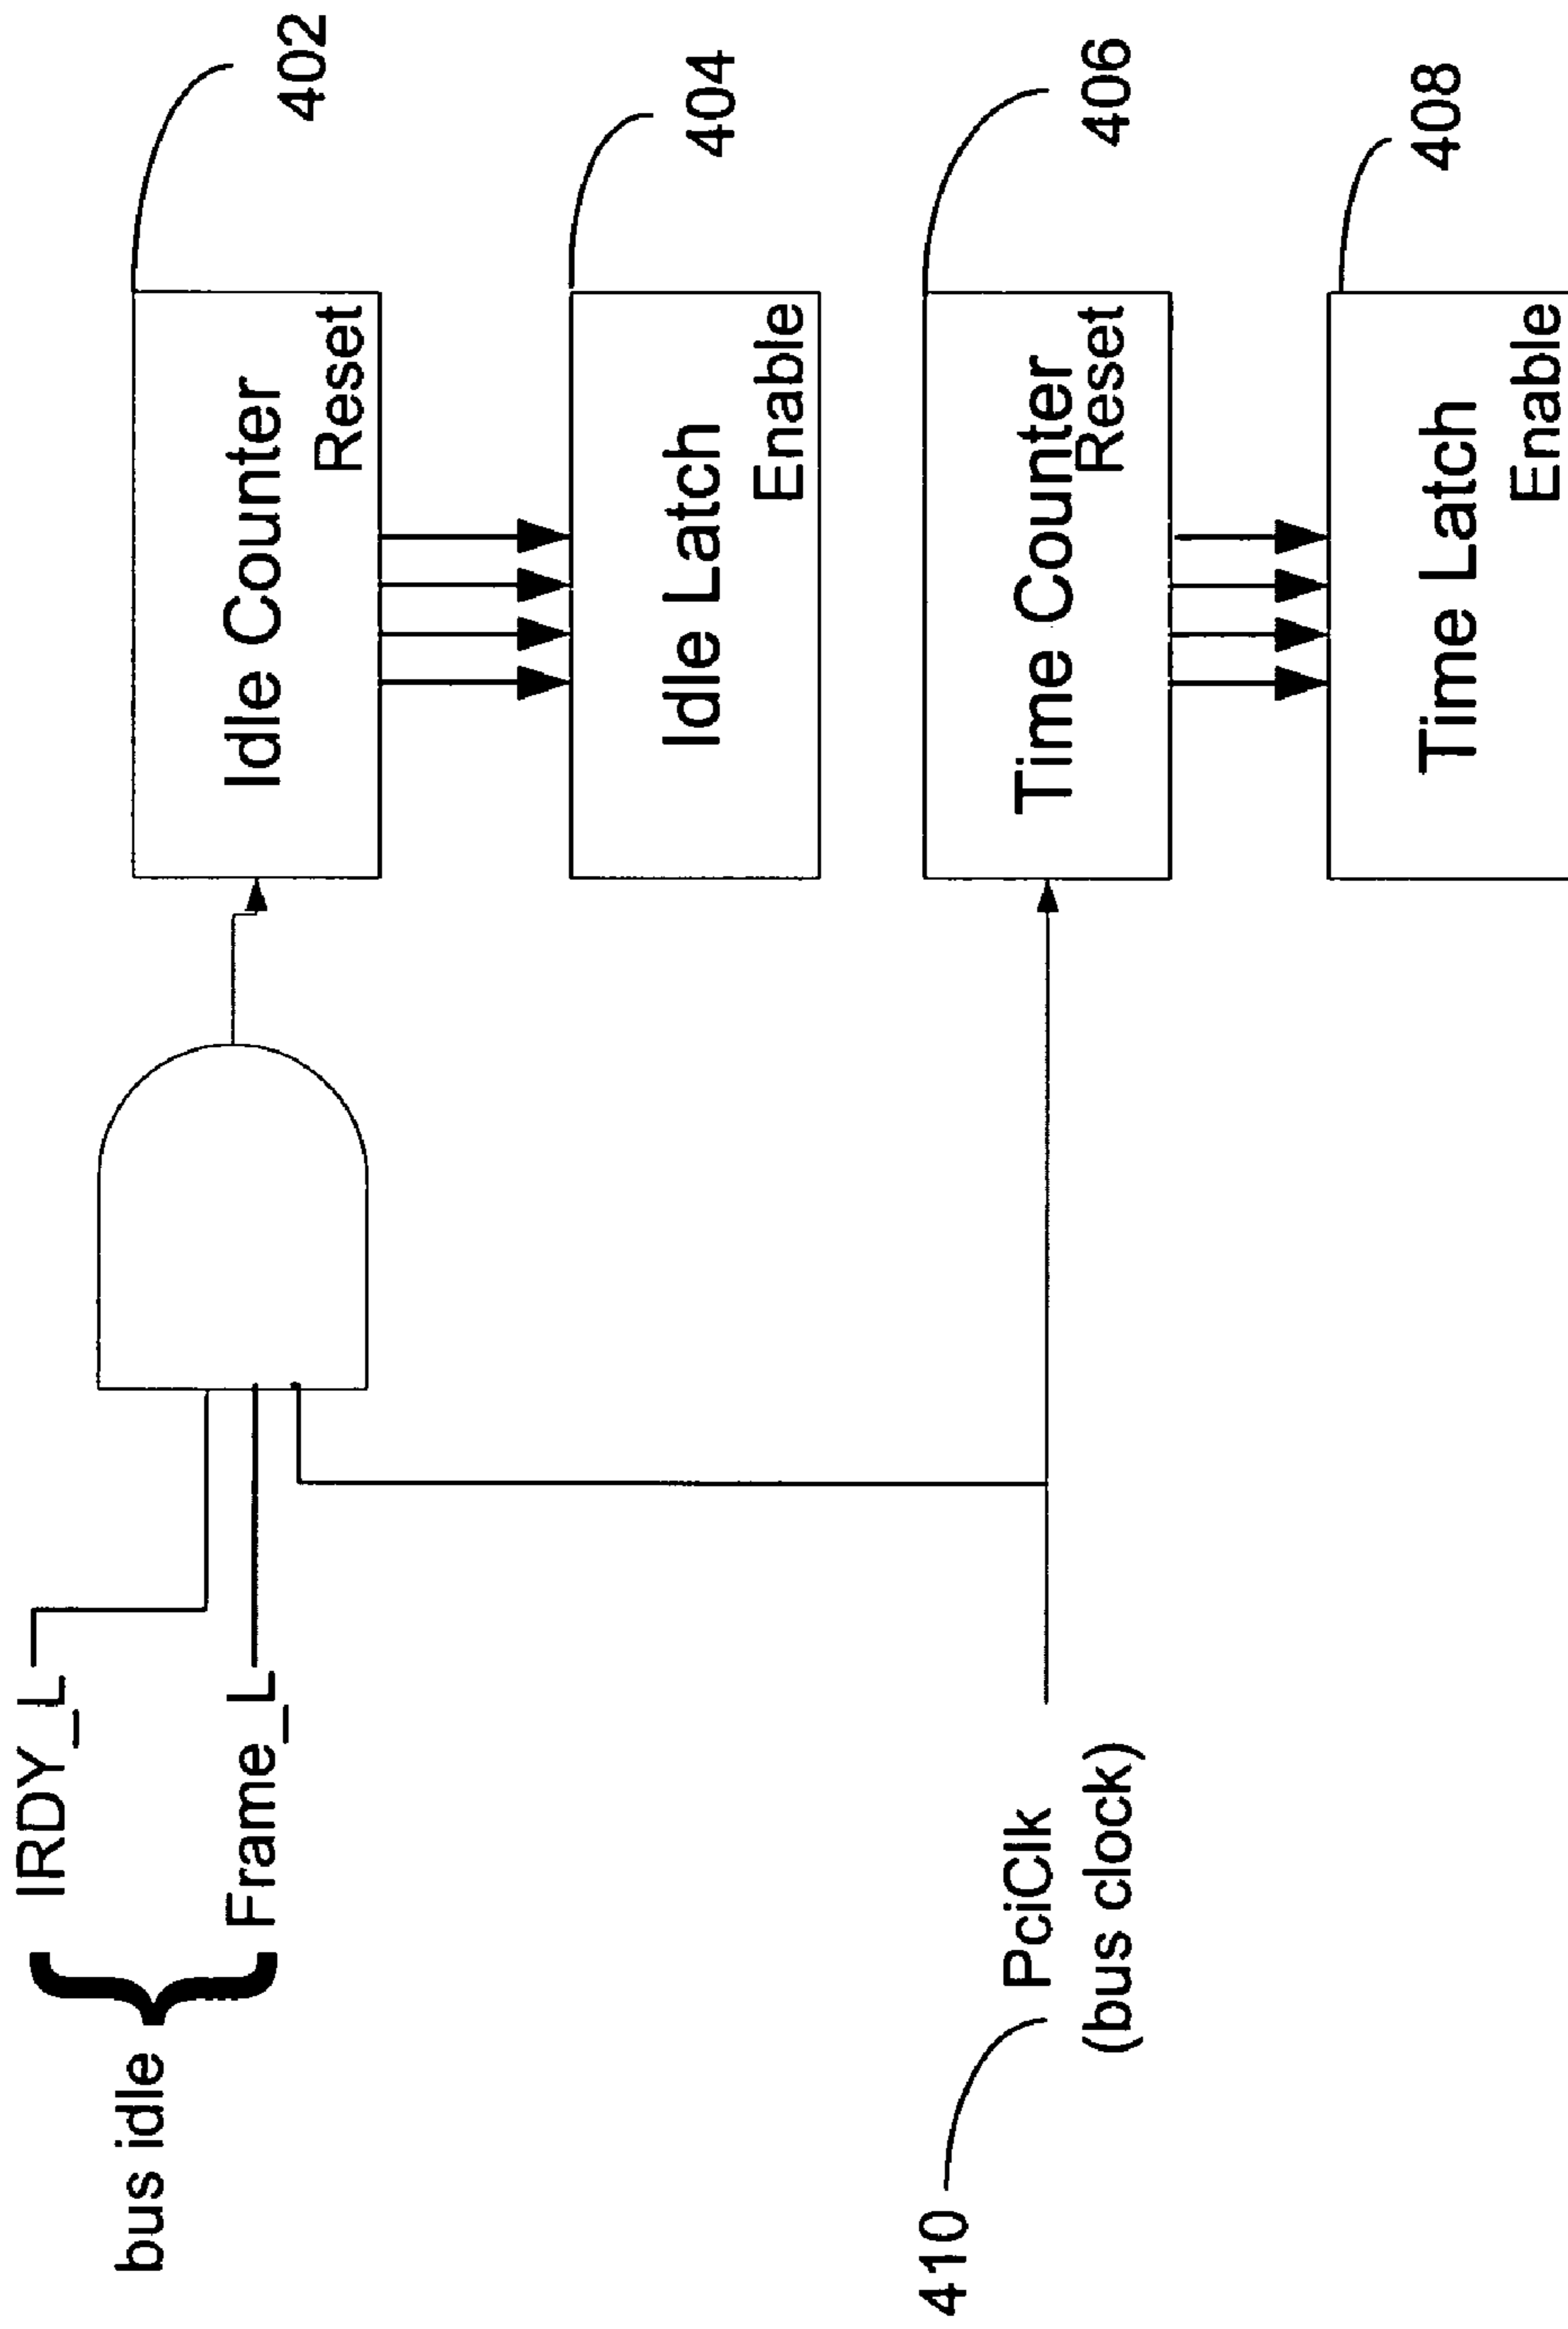 IRDY_L
bus idle
Frame_L
Idle Counter
Reset
402
Idle Latch
Enable
404
410
PciClk
(bus clock)
Time Counter
Reset
406
Time Latch
Enable
408